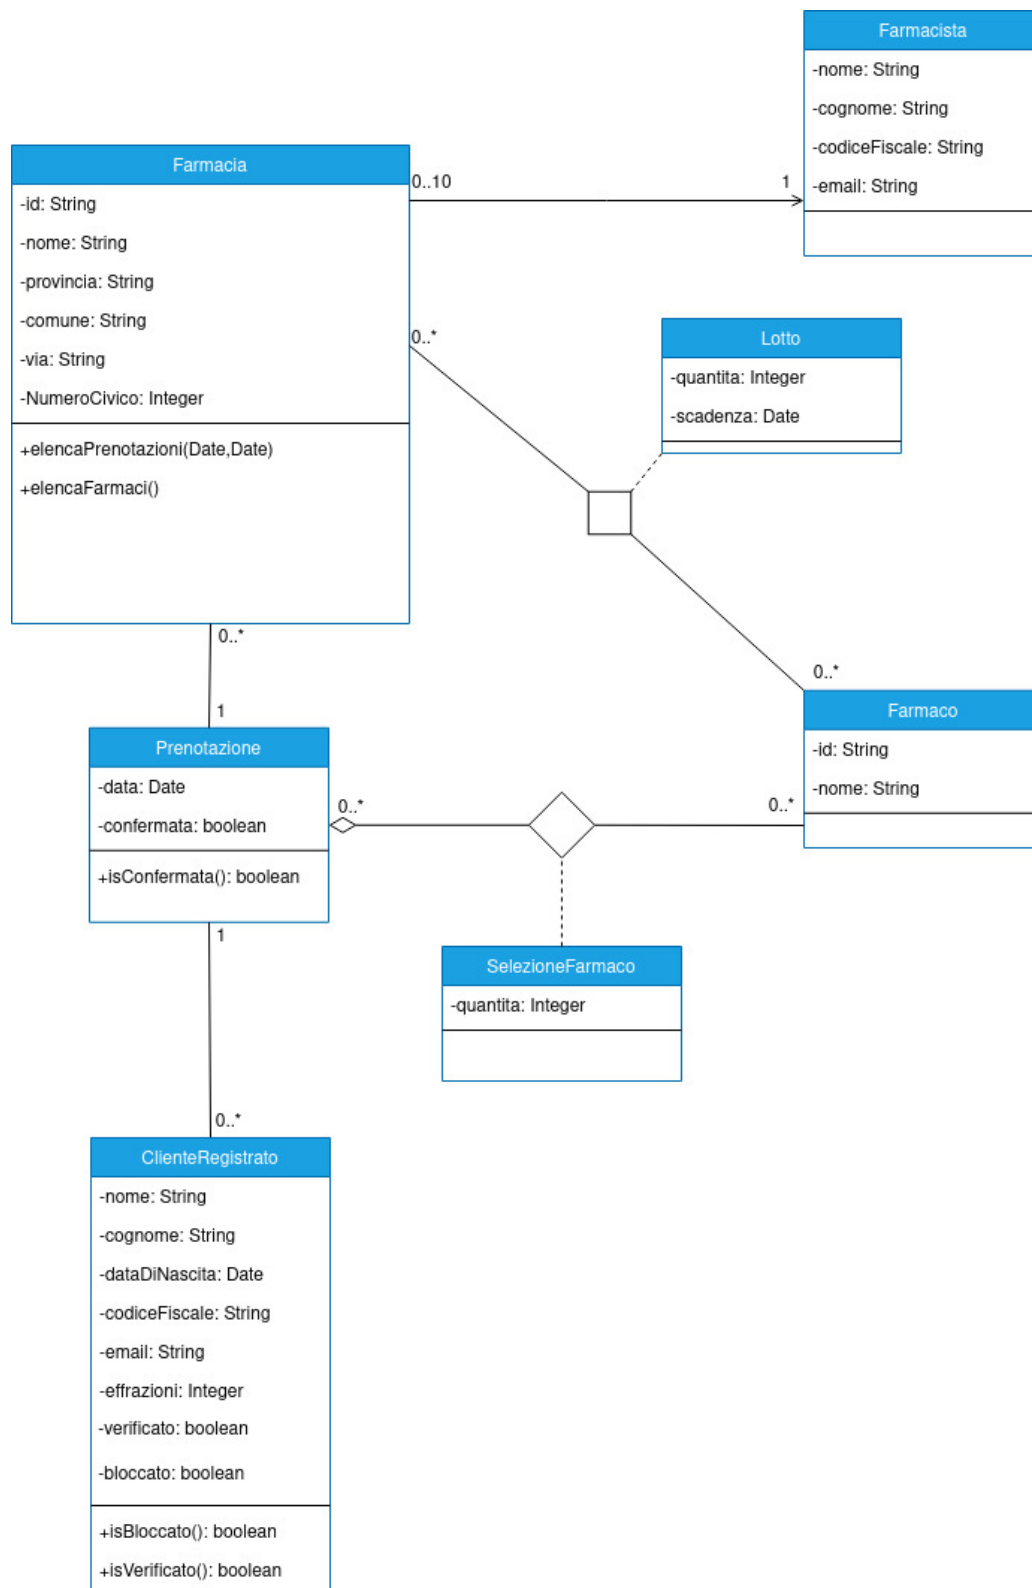 Farmacista
-nome: String
-cognome: String
-codiceFiscale: String
-email: String
Farmacia
-id: String
-nome: String
-provincia: String
-comune: String
-via: String
-NumeroCivico: Integer
+elencaPrenotazioni(Date,Date)
+elencaFarmaci()
0..10
1
0..*
Lotto
-quantita: Integer
-scadenza: Date
0..*
1
0..*
Farmaco
-id: String
-nome: String
Prenotazione
-data: Date
-confermata: boolean
+isConfermata(): boolean
0..*
0..*
SelezioneFarmaco
-quantita: Integer
1
0..*
ClienteRegistrato
-nome: String
-cognome: String
-dataDiNascita: Date
-codiceFiscale: String
-email: String
-effrazioni: Integer
-verificato: boolean
-bloccato: boolean
+isBloccato(): boolean
+isVerificato(): boolean